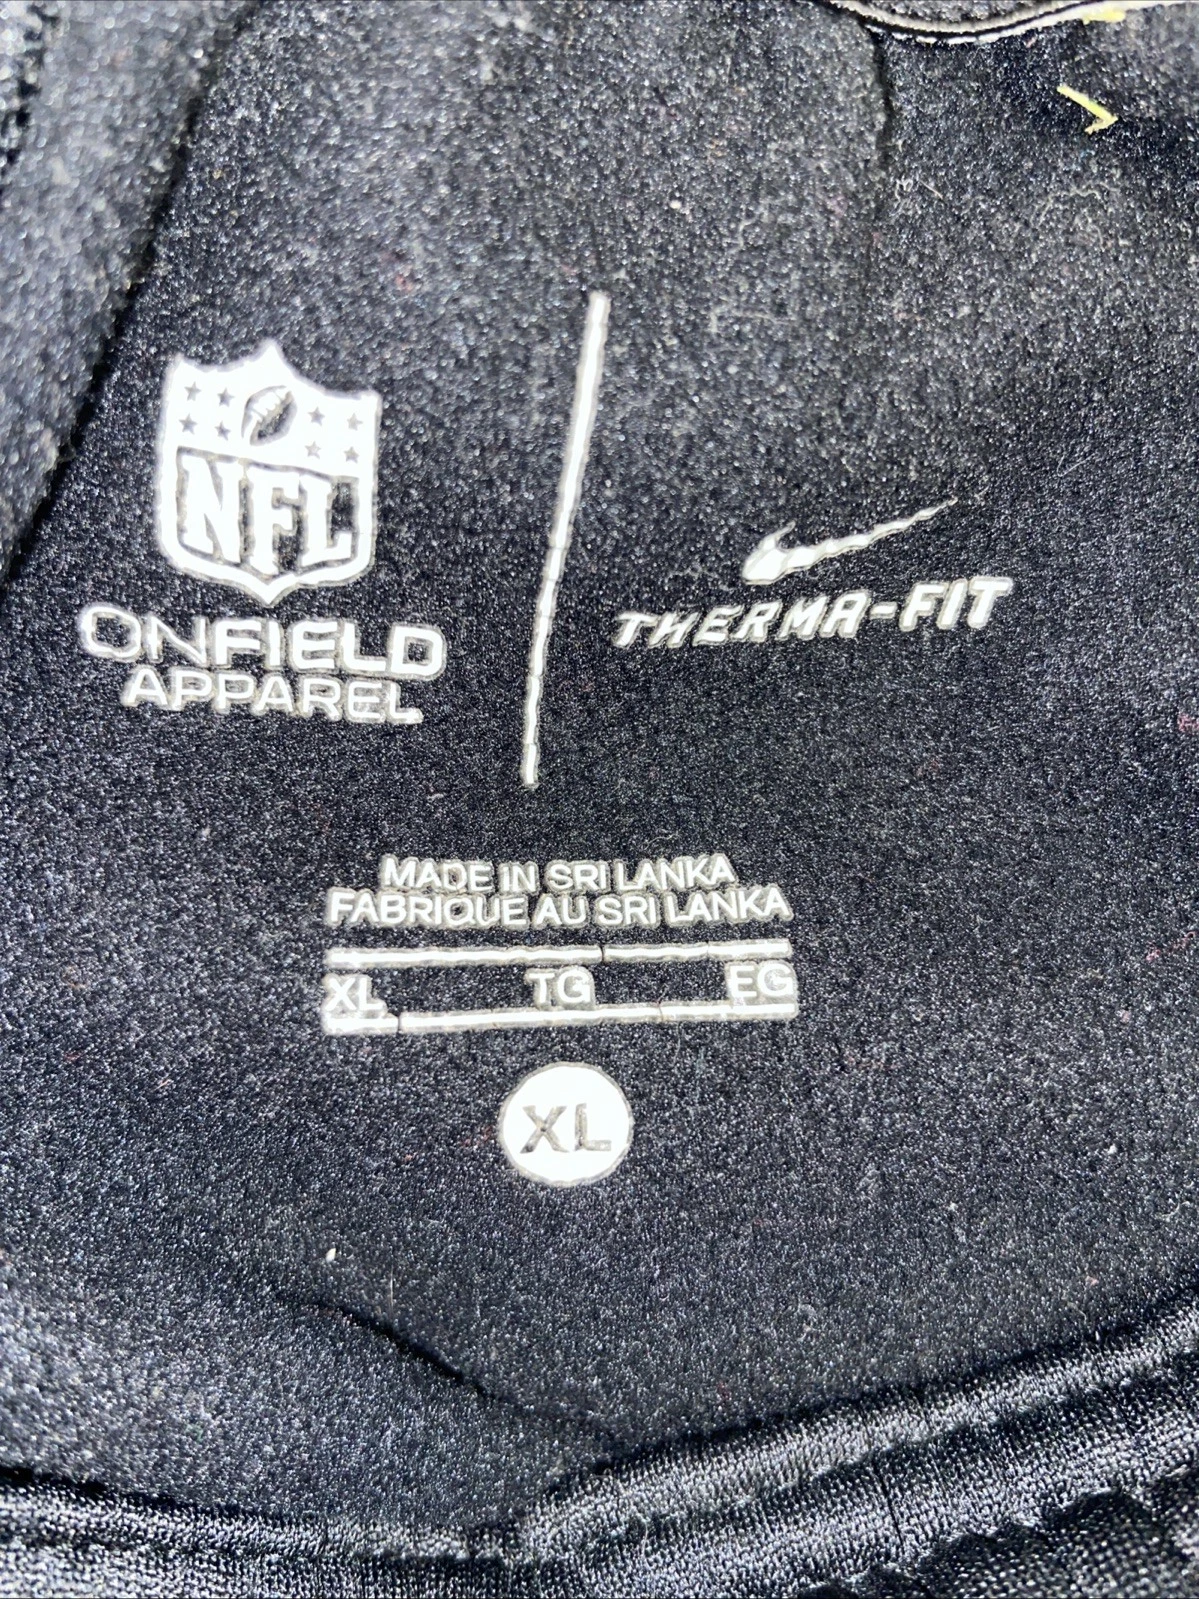 NFL
ONFIELD
APPAREL
THERMA-FIT
MADE IN SRI LANKA
FABRIQUE AU SRI LANKA
XL TG EG
XL